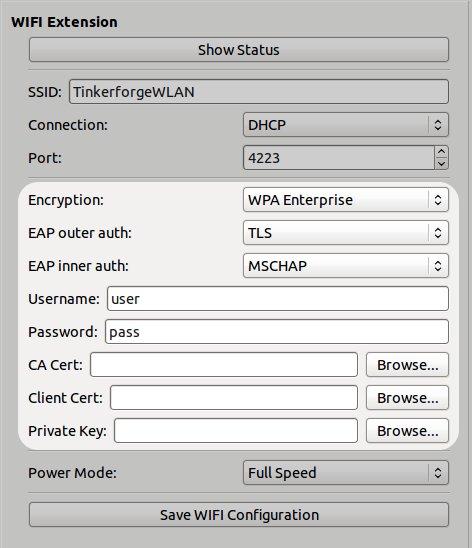 WIFI Extension
Show Status
SSID: TinkerforgeWLAN
Connection: DHCP
Port: 4223
Encryption: WPA Enterprise
EAP outer auth: TLS
EAP inner auth: MSCHAP
Username: user
Password: pass
CA Cert: Browse...
Client Cert: Browse...
Private Key: Browse...
Power Mode: Full Speed
Save WIFI Configuration